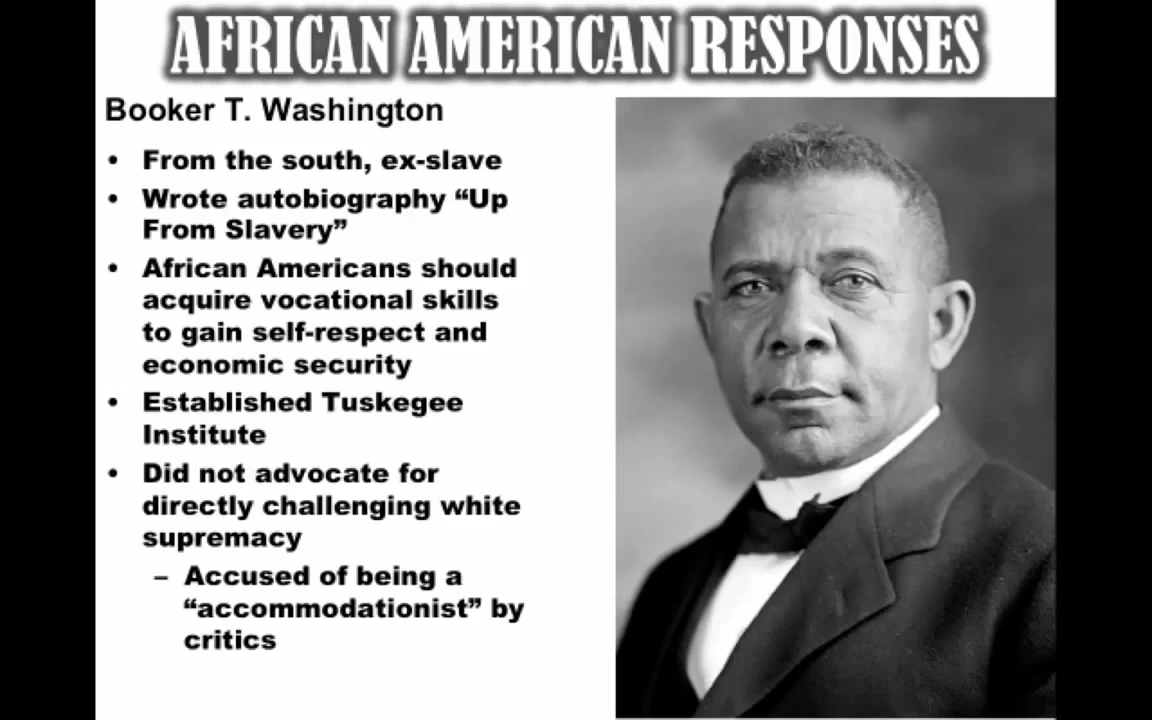 AFRICAN AMERICAN RESPONSES
Booker T. Washington
• From the south, ex-slave
• Wrote autobiography “Up
From Slavery”
• African Americans should
acquire vocational skills
to gain self-respect and
economic security
• Established Tuskegee
Institute
• Did not advocate for
directly challenging white
supremacy
– Accused of being a
“accommodationist” by
critics